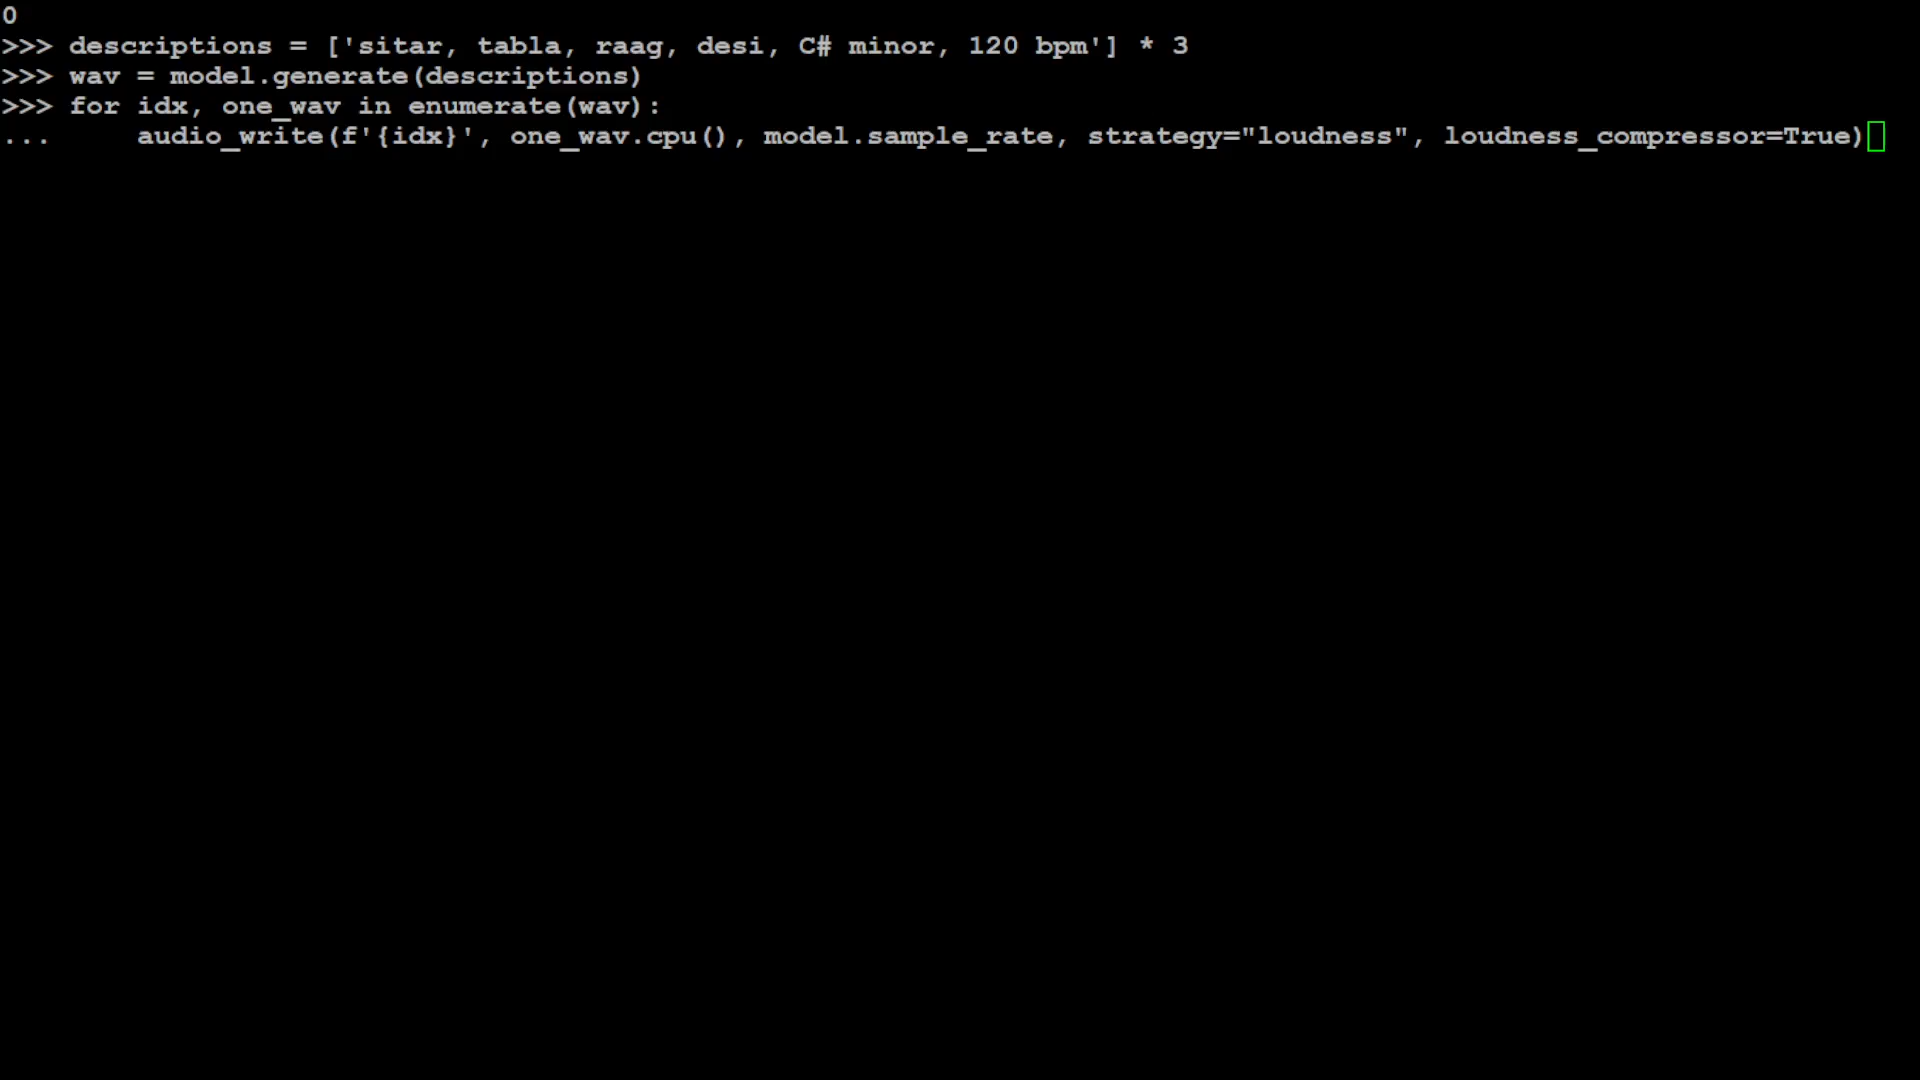 0
>>> descriptions = ['sitar, tabla, raag, desi, C# minor, 120 bpm'] * 3
>>> wav = model.generate(descriptions)
>>> for idx, one_wav in enumerate(wav):
...     audio_write(f'{idx}', one_wav.cpu(), model.sample_rate, strategy="loudness", loudness_compressor=True)